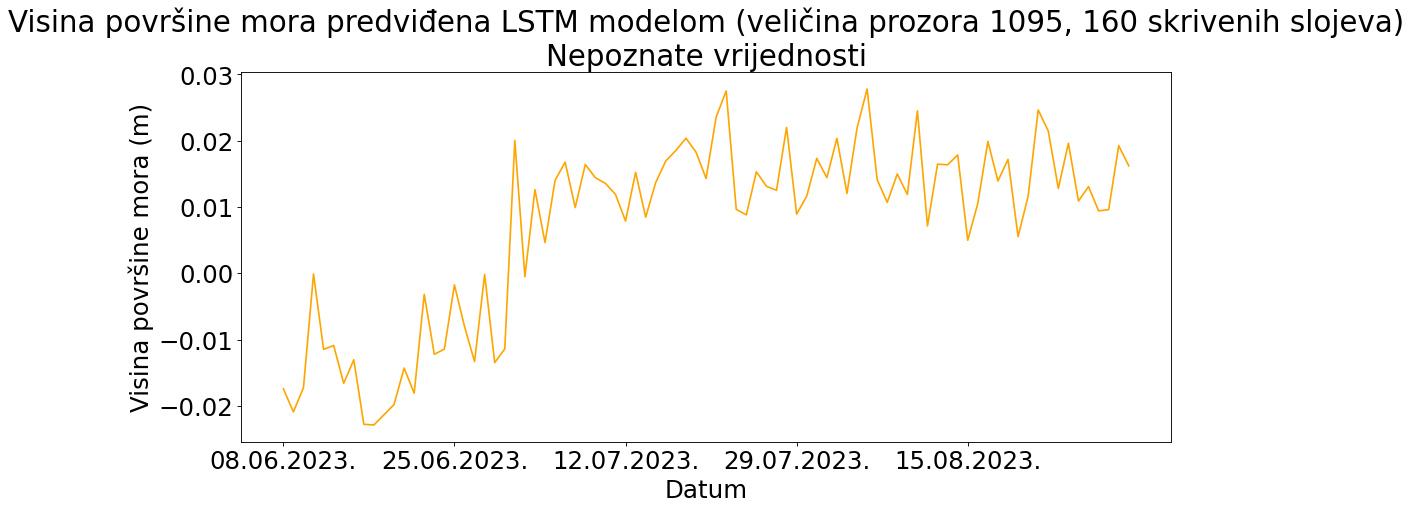 Visina površine mora predviđena LSTM modelom (veličina prozora 1095, 160 skrivenih slojeva)
Nepoznate vrijednosti
Visina površine mora (m)
0.03
0.02
0.01
0.00
−0.01
−0.02
08.06.2023. 25.06.2023. 12.07.2023. 29.07.2023. 15.08.2023.
Datum